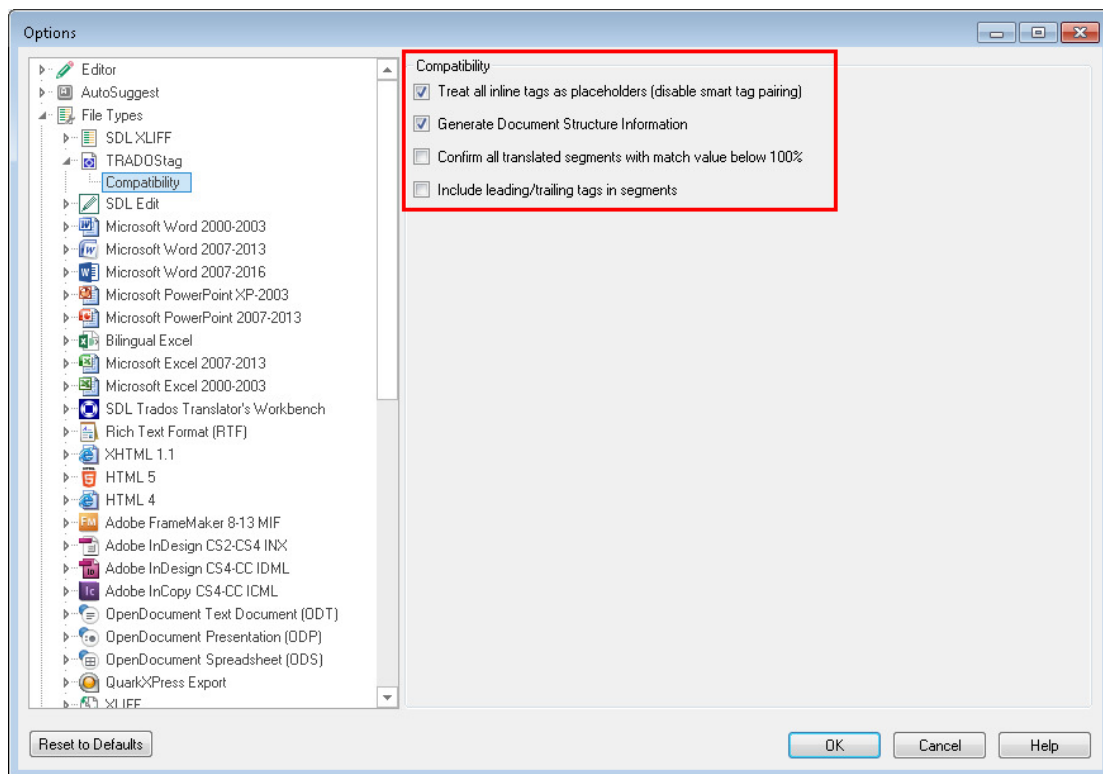 Options
Editor
AutoSuggest
File Types
SDL XLIFF
TRADOStag
Compatibility
SDL Edit
Microsoft Word 2000-2003
Microsoft Word 2007-2013
Microsoft Word 2007-2016
Microsoft PowerPoint XP-2003
Microsoft PowerPoint 2007-2013
Bilingual Excel
Microsoft Excel 2007-2013
Microsoft Excel 2000-2003
SDL Trados Translator's Workbench
Rich Text Format (RTF)
XHTML 1.1
HTML 5
HTML 4
Adobe FrameMaker 8-13 MIF
Adobe InDesign CS2-CS4 INX
Adobe InDesign CS4-CC IDML
Adobe InCopy CS4-CC ICML
OpenDocument Text Document (ODT)
OpenDocument Presentation (ODP)
OpenDocument Spreadsheet (ODS)
QuarkXPress Export
XLIFF
Compatibility
Treat all inline tags as placeholders (disable smart tag pairing)
Generate Document Structure Information
Confirm all translated segments with match value below 100%
Include leading/trailing tags in segments
Reset to Defaults
OK
Cancel
Help